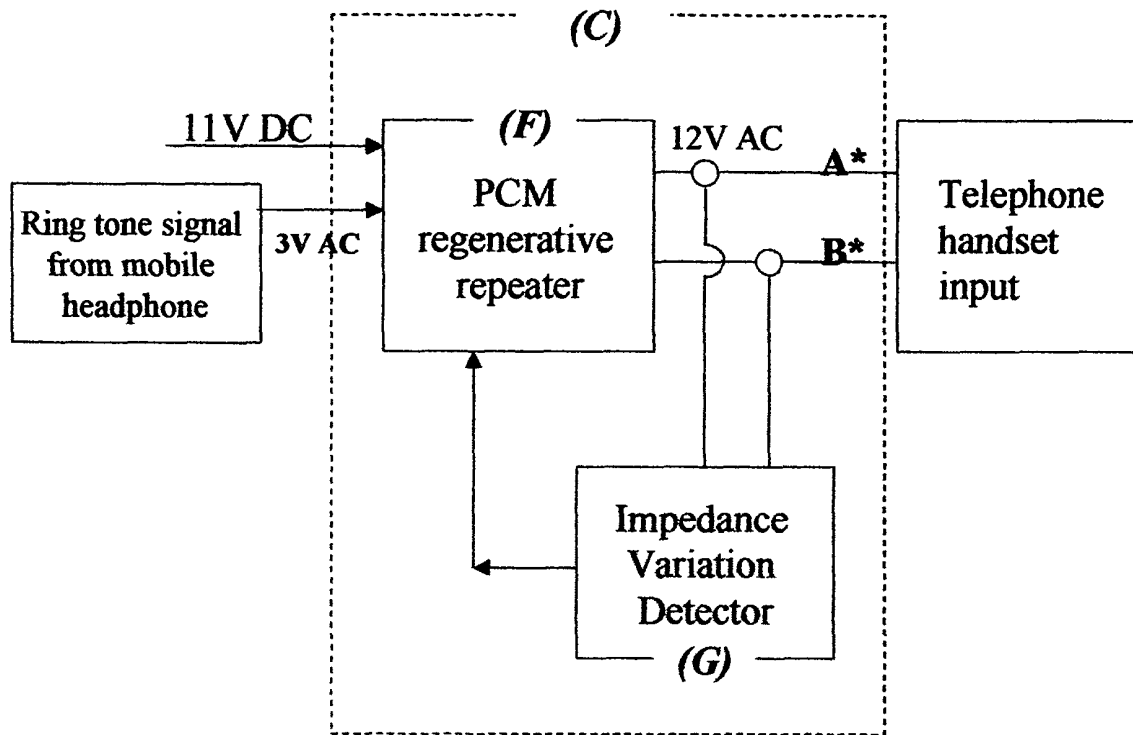 (C)
11V DC
(F)
12V AC
A*
PCM
regenerative
repeater
Telephone
handset
input
Ring tone signal
from mobile
headphone
3V AC
B*
Impedance
Variation
Detector
(G)